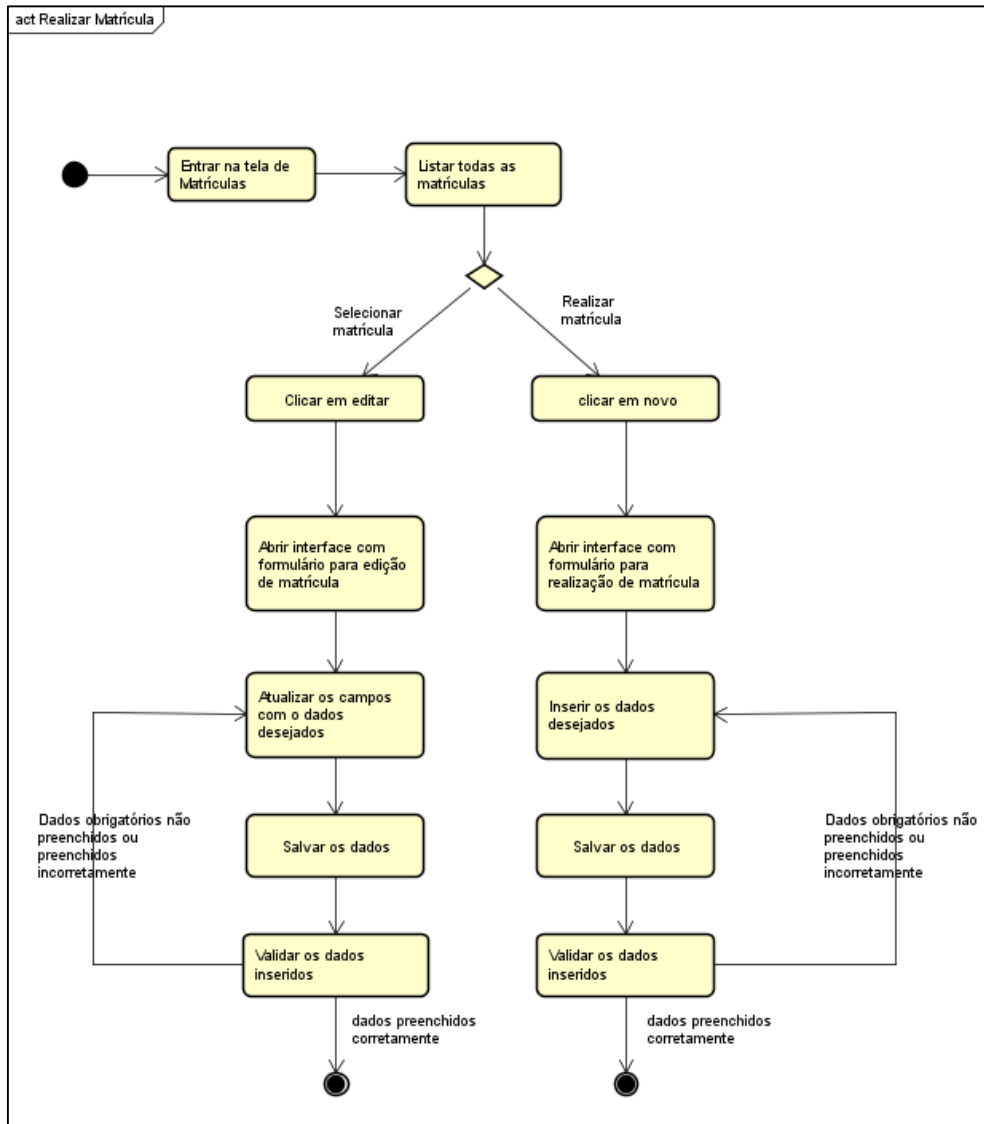 act Realizar Matrícula
Entrar na tela de
Matrículas
Listar todas as
matrículas
Selecionar
matrícula
Realizar
matrícula
Clicar em editar
clicar em novo
Abrir interface com
formulário para edição
de matrícula
Abrir interface com
formulário para
realização de matrícula
Atualizar os campos
com o dados
desejados
Inserir os dados
desejados
Dados obrigatórios não
preenchidos ou
preenchidos
incorretamente
Salvar os dados
Salvar os dados
Dados obrigatórios não
preenchidos ou
preenchidos
incorretamente
Validar os dados
inseridos
Validar os dados
inseridos
dados preenchidos
corretamente
dados preenchidos
corretamente